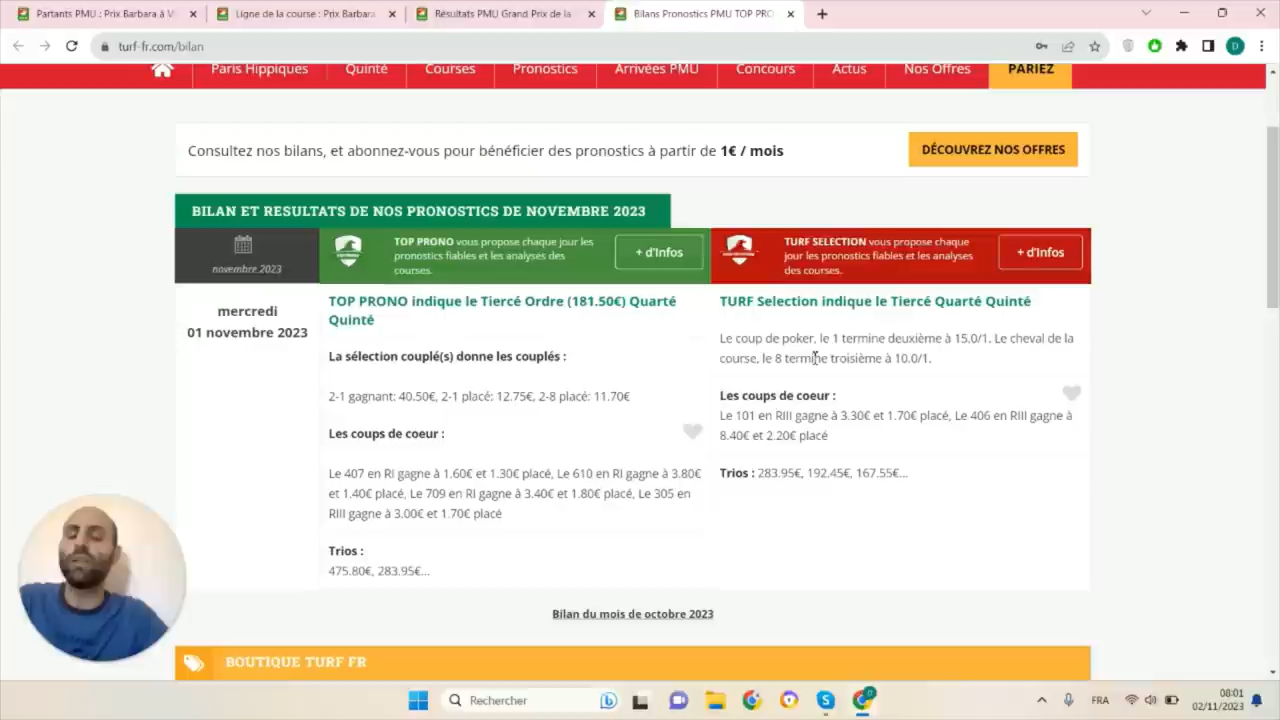 Partants PMU : Prix Barbara à V
Ligne de la course : Prix Barbara
Résultats PMU Grand Prix de la
Bilans Pronostics PMU TOP PRO
turf-fr.com/bilan
D
Paris Hippiques
Quinté
Courses
Pronostics
Arrivées PMU
Concours
Actus
Nos Offres
PARIEZ
Consultez nos bilans, et abonnez-vous pour bénéficier des pronostics à partir de 1€ / mois
DÉCOUVREZ NOS OFFRES
BILAN ET RESULTATS DE NOS PRONOSTICS DE NOVEMBRE 2023
novembre 2023
TOP PRONO vous propose chaque jour les
pronostics fiables et les analyses des
courses.
+ d'Infos
TURF SELECTION vous propose chaque
jour les pronostics fiables et les analyses
des courses.
+ d'Infos
mercredi
01 novembre 2023
TOP PRONO indique le Tiercé Ordre (181.50€) Quarté
Quinté
La sélection couplé(s) donne les couplés :
2-1 gagnant: 40.50€, 2-1 placé: 12.75€, 2-8 placé: 11.70€
Les coups de coeur :
Le 407 en RI gagne à 1.60€ et 1.30€ placé, Le 610 en RI gagne à 3.80€
et 1.40€ placé, Le 709 en RI gagne à 3.40€ et 1.80€ placé, Le 305 en
RIII gagne à 3.00€ et 1.70€ placé
Trios :
475.80€, 283.95€...
TURF Selection indique le Tiercé Quarté Quinté
Le coup de poker, le 1 termine deuxième à 15.0/1. Le cheval de la
course, le 8 termine troisième à 10.0/1.
Les coups de coeur :
Le 101 en RIII gagne à 3.30€ et 1.70€ placé, Le 406 en RIII gagne à
8.40€ et 2.20€ placé
Trios : 283.95€, 192.45€, 167.55€...
Bilan du mois de octobre 2023
BOUTIQUE TURF FR
Rechercher
FRA
08:01
02/11/2023